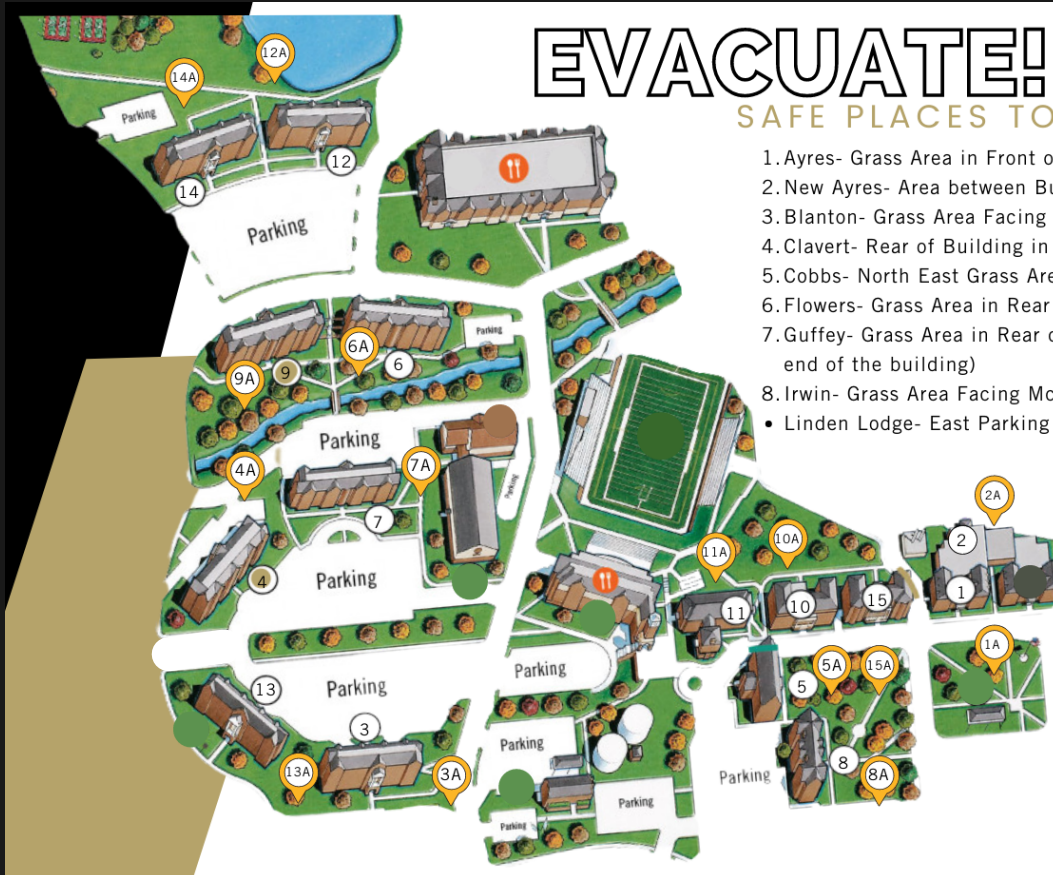 EVACUATE!
SAFE PLACES TO
1. Ayres- Grass Area in Front o
2. New Ayres- Area between Bu
3. Blanton- Grass Area Facing
4. Clavert- Rear of Building in
5. Cobbs- North East Grass Are
6. Flowers- Grass Area in Rear
7. Guffey- Grass Area in Rear o
end of the building)
8. Irwin- Grass Area Facing Mo
• Linden Lodge- East Parking
12A
14A
Parking
12
14
Parking
Parking
6A
6
9
9A
Parking
4A
7A
Parking
7
2A
2
10A
11A
4
Parking
1
11
10
15
1A
5A
15A
5
Parking
13
Parking
3
Parking
8
13A
3A
8A
Parking
Parking
Parking